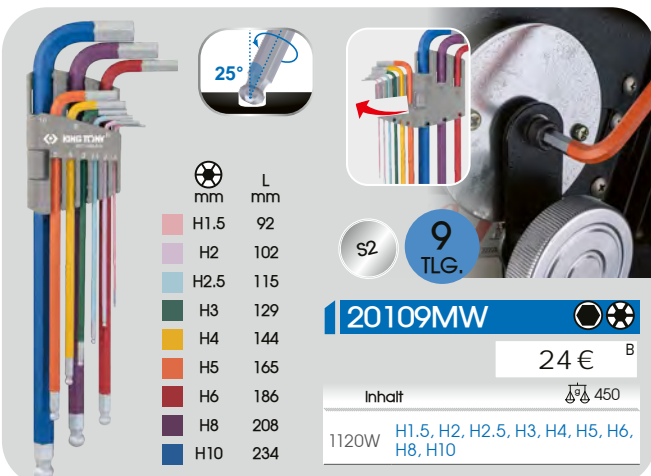 KING TONY
25°
mm
L
mm
H1.5 92
H2 102
H2.5 115
H3 129
H4 144
H5 165
H6 186
H8 208
H10 234
S2
9
TLG.
20109MW
24 € B
Inhalt g 450
1120W H1.5, H2, H2.5, H3, H4, H5, H6,
H8, H10